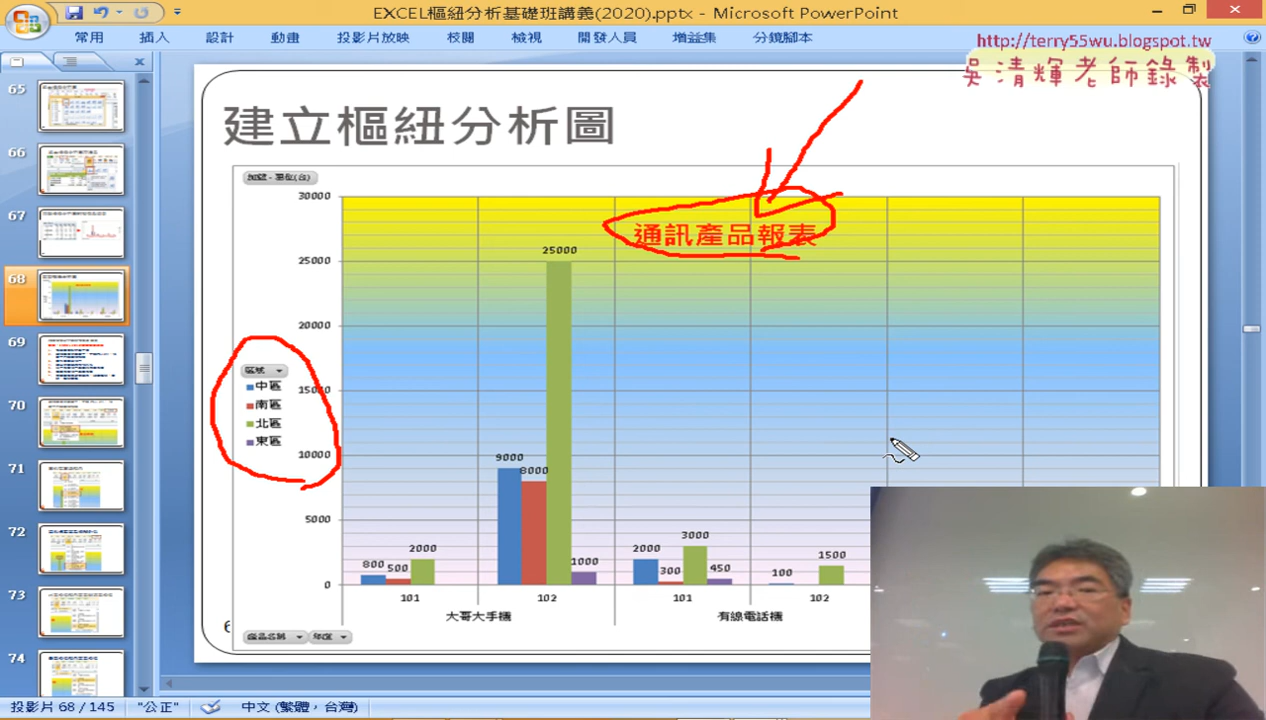 EXCEL樞紐分析基礎班講義(2020).pptx - Microsoft PowerPoint
常用 插入 設計 動畫 投影片放映 校閱 檢視 開發人員 增益集 分鏡腳本
http://terry55wu.blogspot.tw
吳清輝老師錄製
65
66
67
68
69
70
71
72
73
74
建立樞紐分析圖
通訊產品報表
30000
25000
20000
15000
10000
5000
0
區域
中區
南區
北區
東區
800 500 2000
9000 8000 25000 1000
2000 300 3000 450
100 1500
101 102 101 102
大哥大手機 有線電話機
產品名稱 年度
投影片 68 / 145 "公正" 中文 (繁體，台灣)